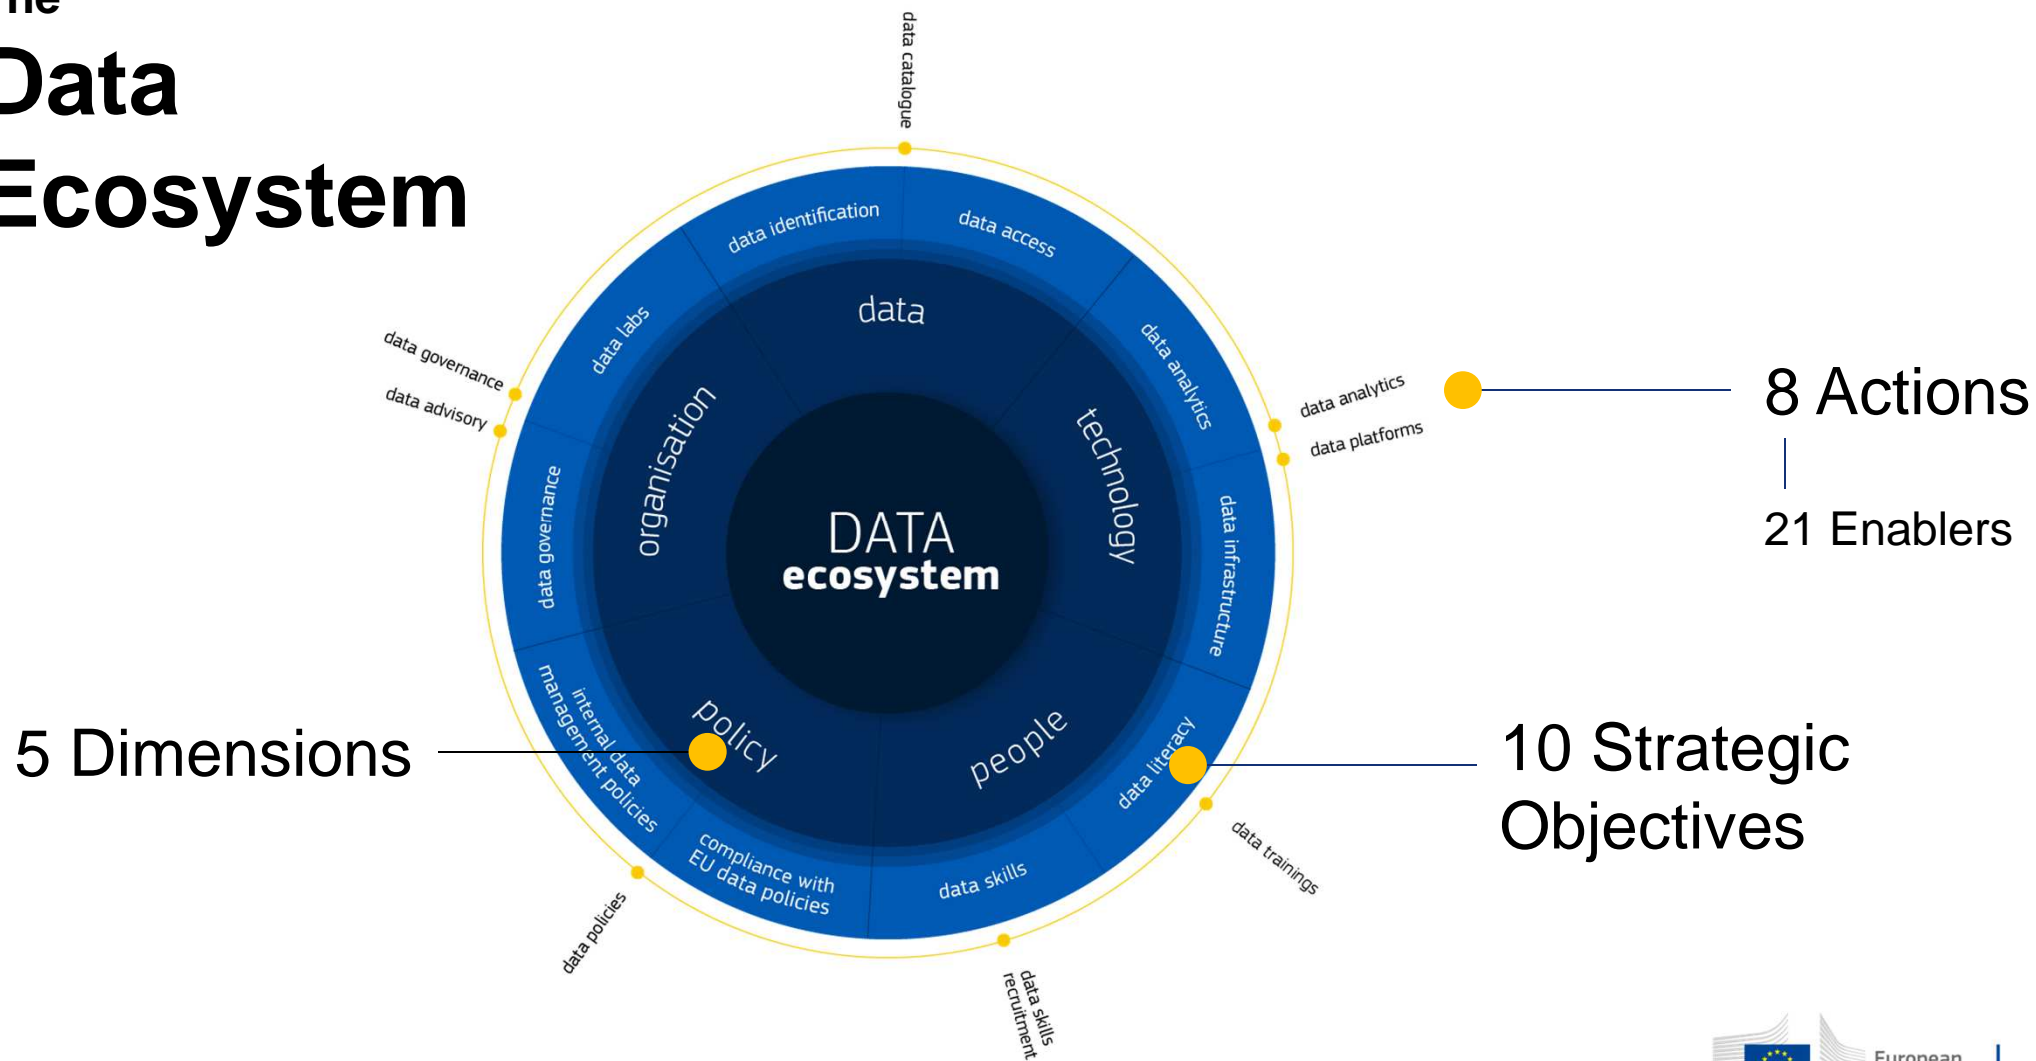 Data
Ecosystem
data catalogue
data identification
data access
data labs
data
data analytics
data governance
data advisory
organisation
technology
data analytics
data platforms
8 Actions
21 Enablers
data governance
DATA
ecosystem
data infrastructure
5 Dimensions
internal data
management policies
policy
people
data literacy
10 Strategic
Objectives
compliance with
EU data policies
data skills
data trainings
data policies
data skills
recruitment
European